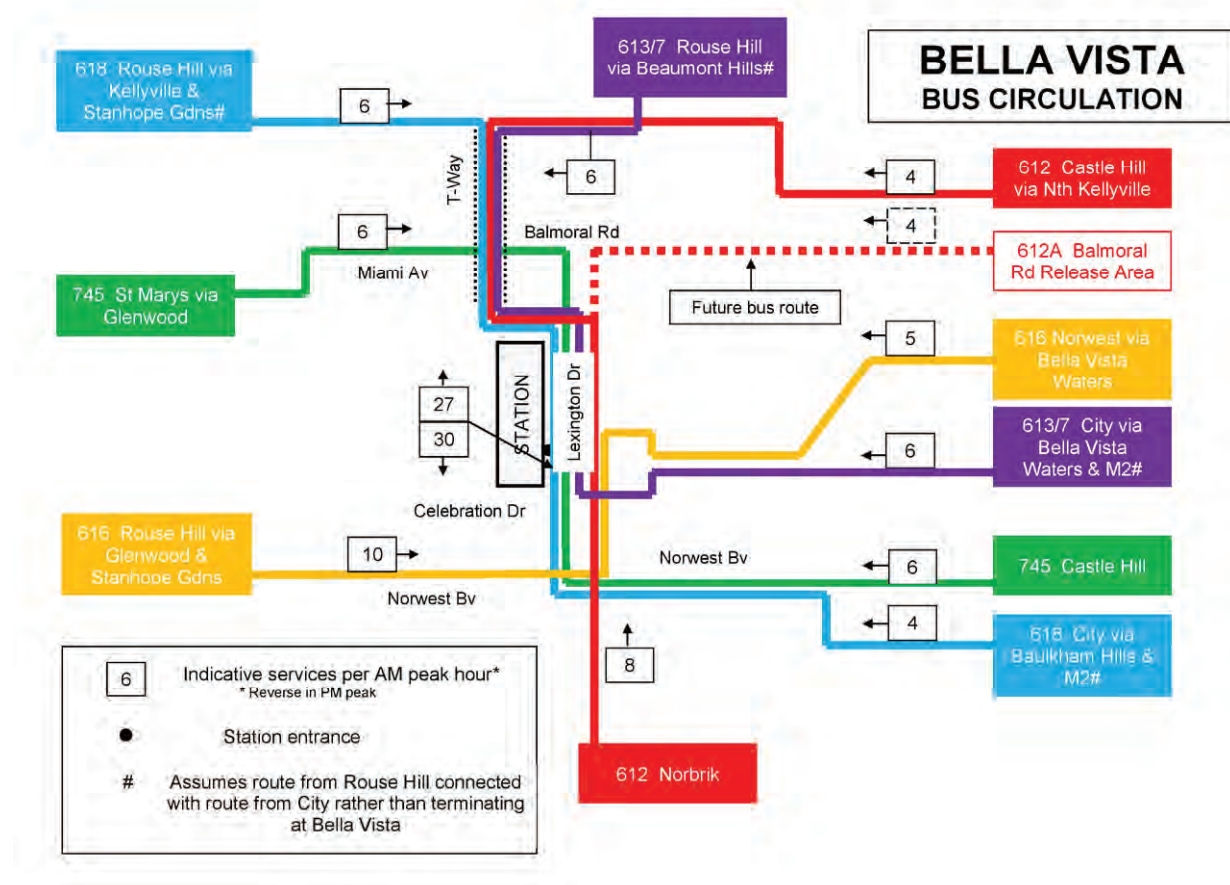 BELLA VISTA
BUS CIRCULATION
618 Rouse Hill via
Kellyville &
Stanhope Gdns#
6
613/7 Rouse Hill
via Beaumont Hills#
6
T-Way
4
612 Castle Hill
via Nth Kellyville
4
6
Balmoral Rd
Miami Av
612A Balmoral
Rd Release Area
745 St Marys via
Glenwood
Future bus route
5
616 Norwest via
Bella Vista
Waters
27
30
STATION
Lexington Dr
6
613/7 City via
Bella Vista
Waters & M2#
Celebration Dr
616 Rouse Hill via
Glenwood &
Stanhope Gdns
10
Norwest Bv
Norwest Bv
6
745 Castle Hill
4
618 City via
Baulkham Hills &
M2#
8
612 Norbrik
6 Indicative services per AM peak hour*
* Reverse in PM peak
Station entrance
# Assumes route from Rouse Hill connected
with route from City rather than terminating
at Bella Vista